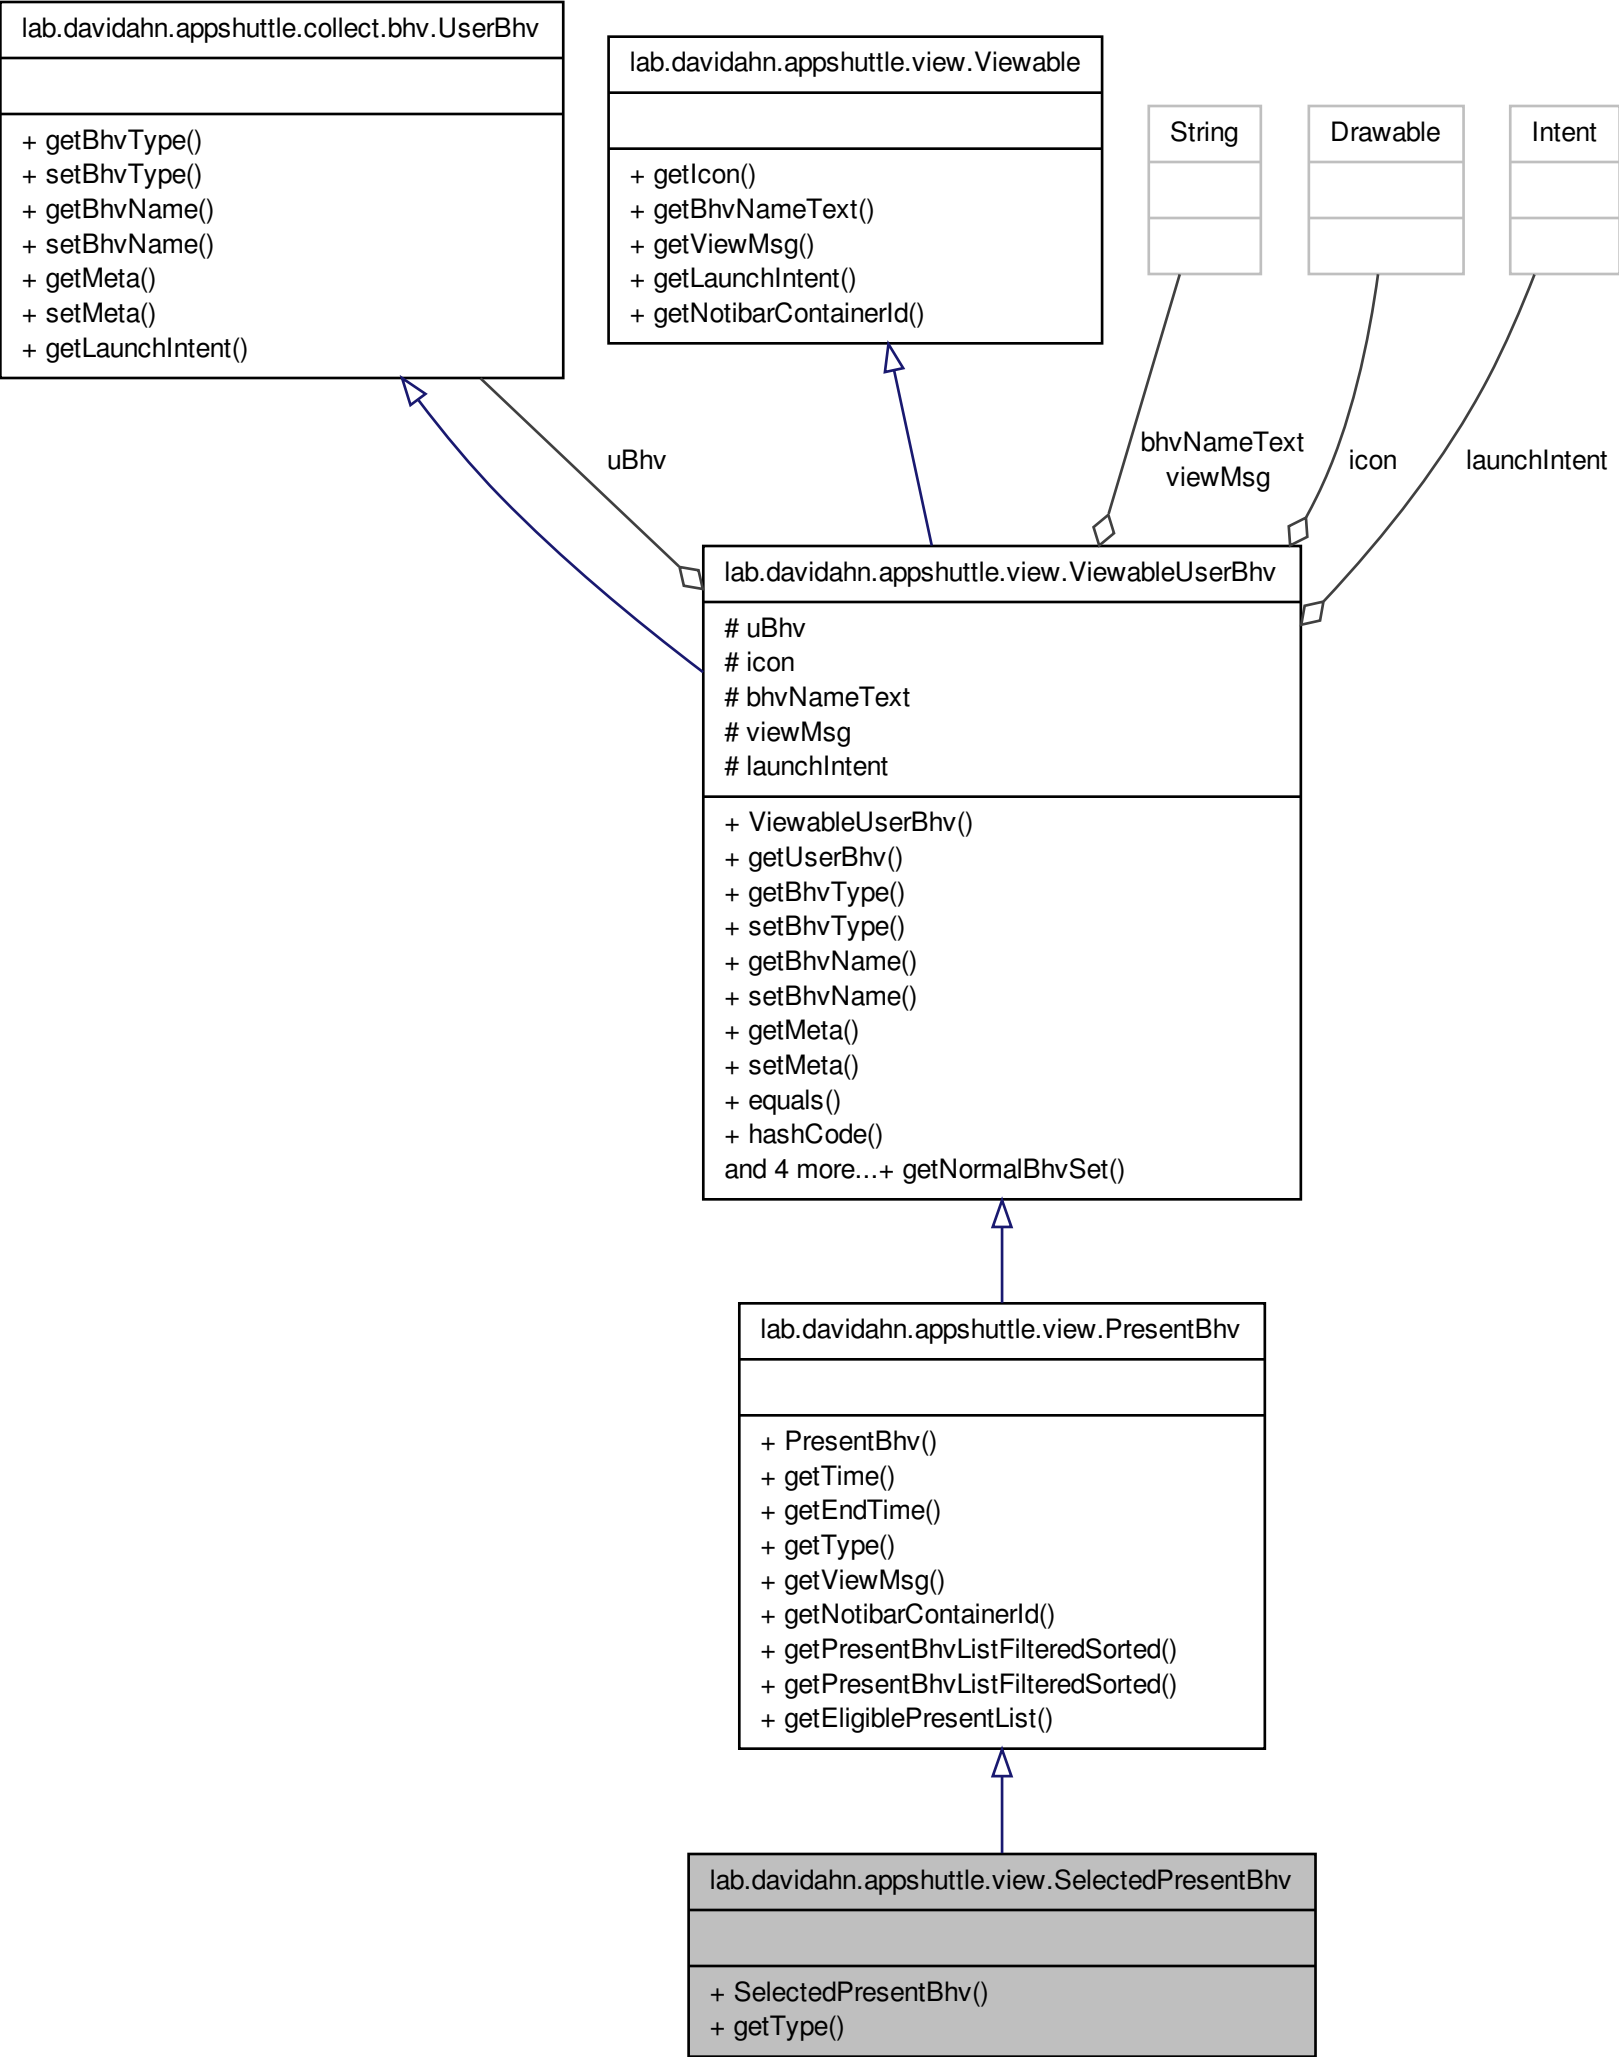 lab.davidahn.appshuttle.collect.bhv.UserBhv
+ getBhvType()
+ setBhvType()
+ getBhvName()
+ setBhvName()
+ getMeta()
+ setMeta()
+ getLaunchIntent()
lab.davidahn.appshuttle.view.Viewable
+ getIcon()
+ getBhvNameText()
+ getViewMsg()
+ getLaunchIntent()
+ getNotibarContainerId()
String
Drawable
Intent
uBhv
bhvNameText
viewMsg
icon
launchIntent
lab.davidahn.appshuttle.view.ViewableUserBhv
# uBhv
# icon
# bhvNameText
# viewMsg
# launchIntent
+ ViewableUserBhv()
+ getUserBhv()
+ getBhvType()
+ setBhvType()
+ getBhvName()
+ setBhvName()
+ getMeta()
+ setMeta()
+ equals()
+ hashCode()
and 4 more...+ getNormalBhvSet()
lab.davidahn.appshuttle.view.PresentBhv
+ PresentBhv()
+ getTime()
+ getEndTime()
+ getType()
+ getViewMsg()
+ getNotibarContainerId()
+ getPresentBhvListFilteredSorted()
+ getPresentBhvListFilteredSorted()
+ getEligiblePresentList()
lab.davidahn.appshuttle.view.SelectedPresentBhv
+ SelectedPresentBhv()
+ getType()